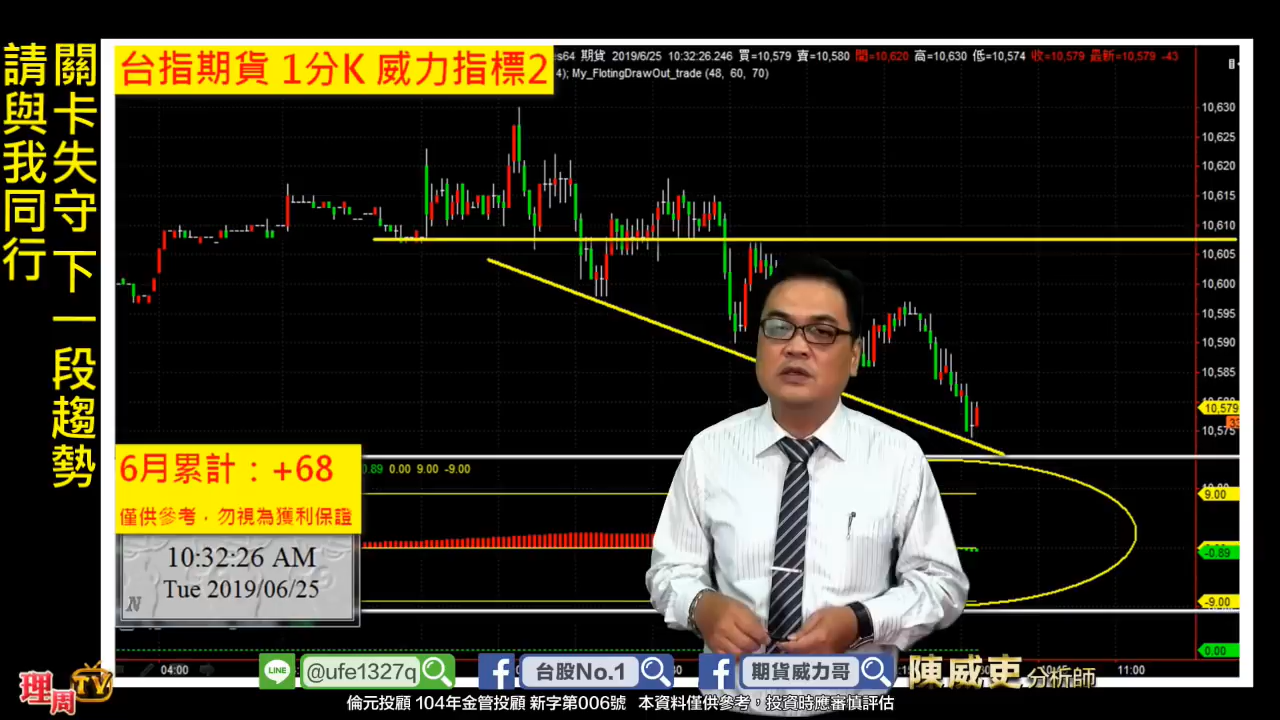 關卡失守 下一段趨勢
請與我同行
台指期貨 1分K 威力指標2
期貨 2019/6/25 10:32:26.246 買=10,579 賣=10,580 開=10,620 高=10,630 低=10,574 收=10,579 最新=10,579 -43
My_FlotingDrawOut_trade (48, 60, 70)
10,630
10,625
10,620
10,615
10,610
10,605
10,600
10,595
10,590
10,585
10,579
10,575
6月累計：+68
僅供參考，勿視為獲利保證
0.89 0.00 9.00 -9.00
9.00
-0.89
-9.00
0.00
10:32:26 AM
Tue 2019/06/25
N
04:00
11:00
理周TV
LINE
@ufe1327q
台股No.1
期貨威力哥
陳威吏 分析師
倫元投顧 104年金管投顧 新字第006號 本資料僅供參考，投資時應審慎評估